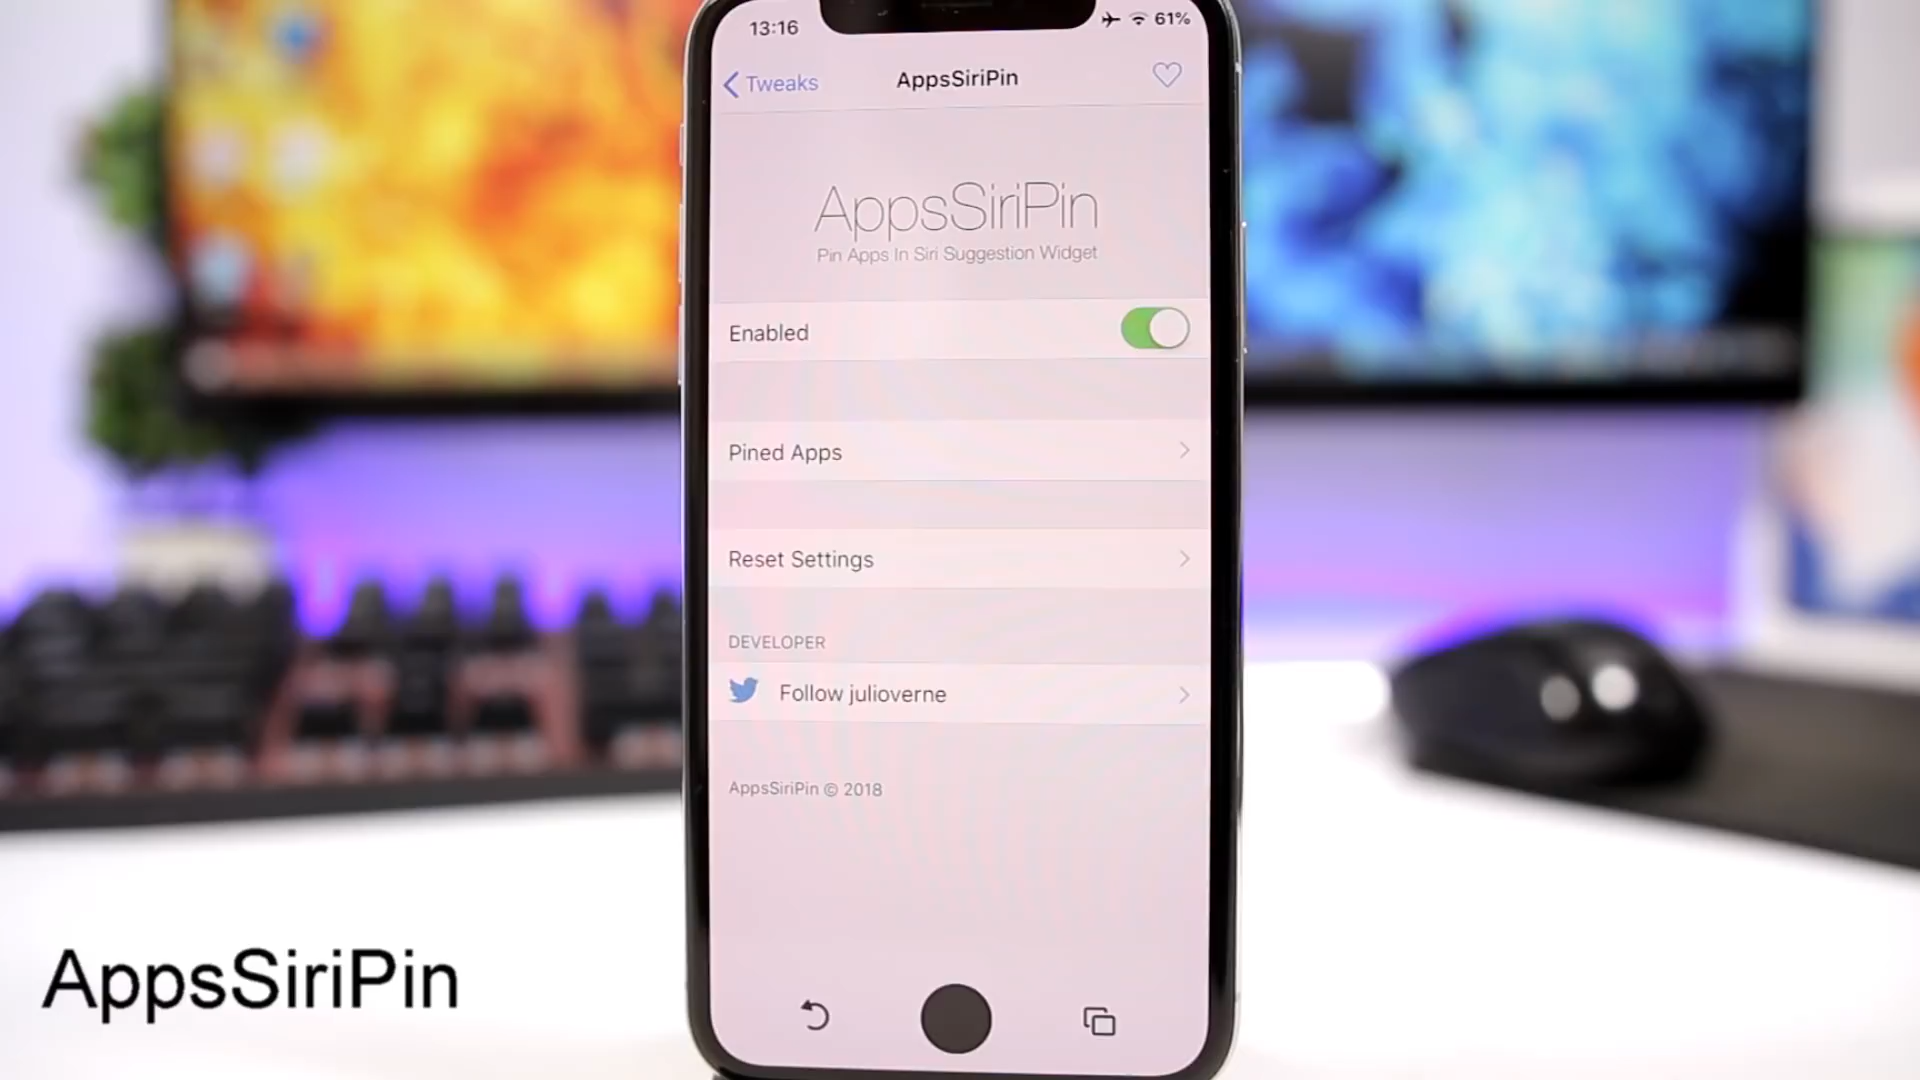 13:16
61%
Tweaks
AppsSiriPin
AppsSiriPin
Pin Apps In Siri Suggestion Widget
Enabled
Pined Apps
Reset Settings
DEVELOPER
Follow julioverne
AppsSiriPin © 2018
AppsSiriPin